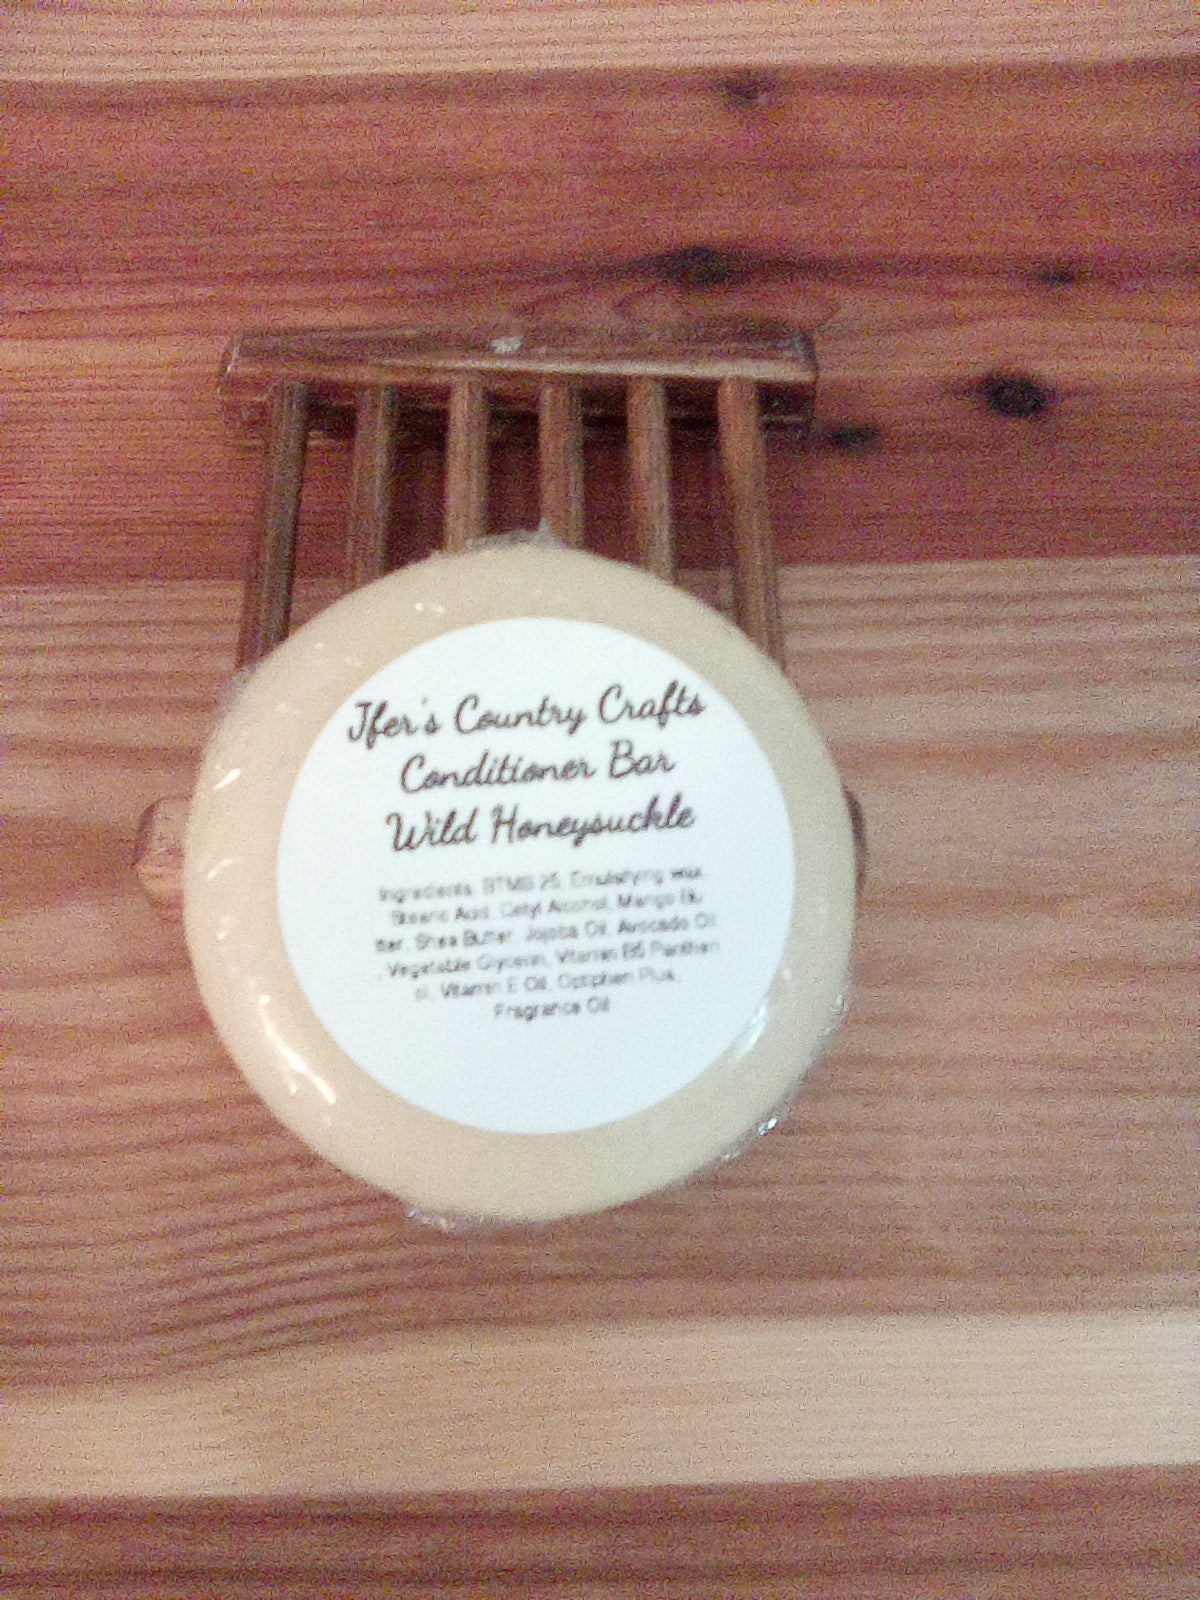 Jfer's Country Crafts
Conditioner Bar
Wild Honeysuckle
Ingredients: BTMS 25, Emulsifying wax,
Stearic Acid, Cetyl Alcohol, Mango Bu
tter, Shea Butter, Jojoba Oil, Avocado Oil
, Vegetable Glycerin, Vitamin B5 Panthen
ol, Vitamin E Oil, Optiphen Plus,
Fragrance Oil